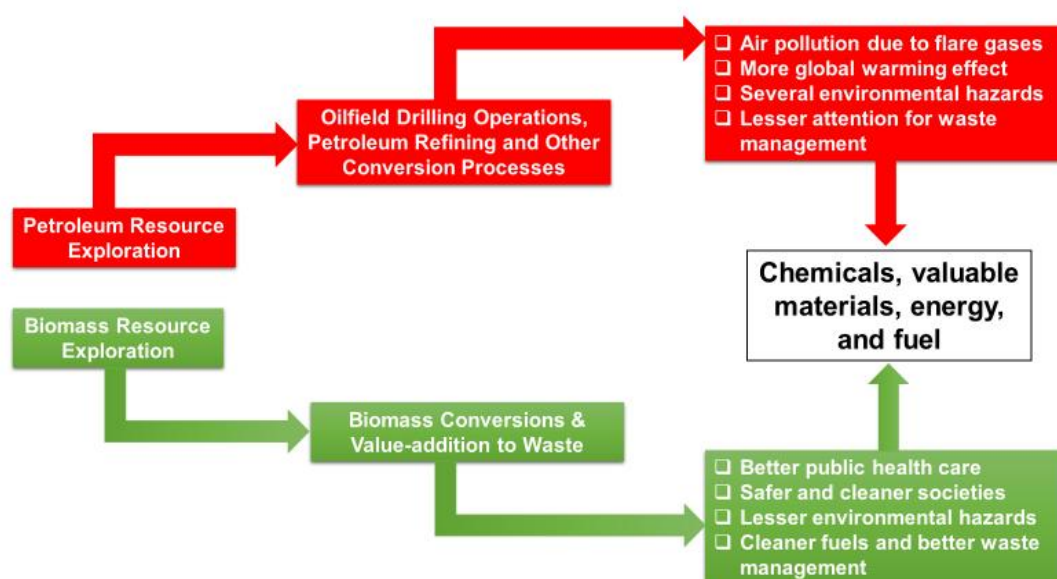 ❑ Air pollution due to flare gases
❑ More global warming effect
❑ Several environmental hazards
❑ Lesser attention for waste
management
Oilfield Drilling Operations,
Petroleum Refining and Other
Conversion Processes
Petroleum Resource
Exploration
Chemicals, valuable
materials, energy,
and fuel
Biomass Resource
Exploration
Biomass Conversions &
Value-addition to Waste
❑ Better public health care
❑ Safer and cleaner societies
❑ Lesser environmental hazards
❑ Cleaner fuels and better waste
management